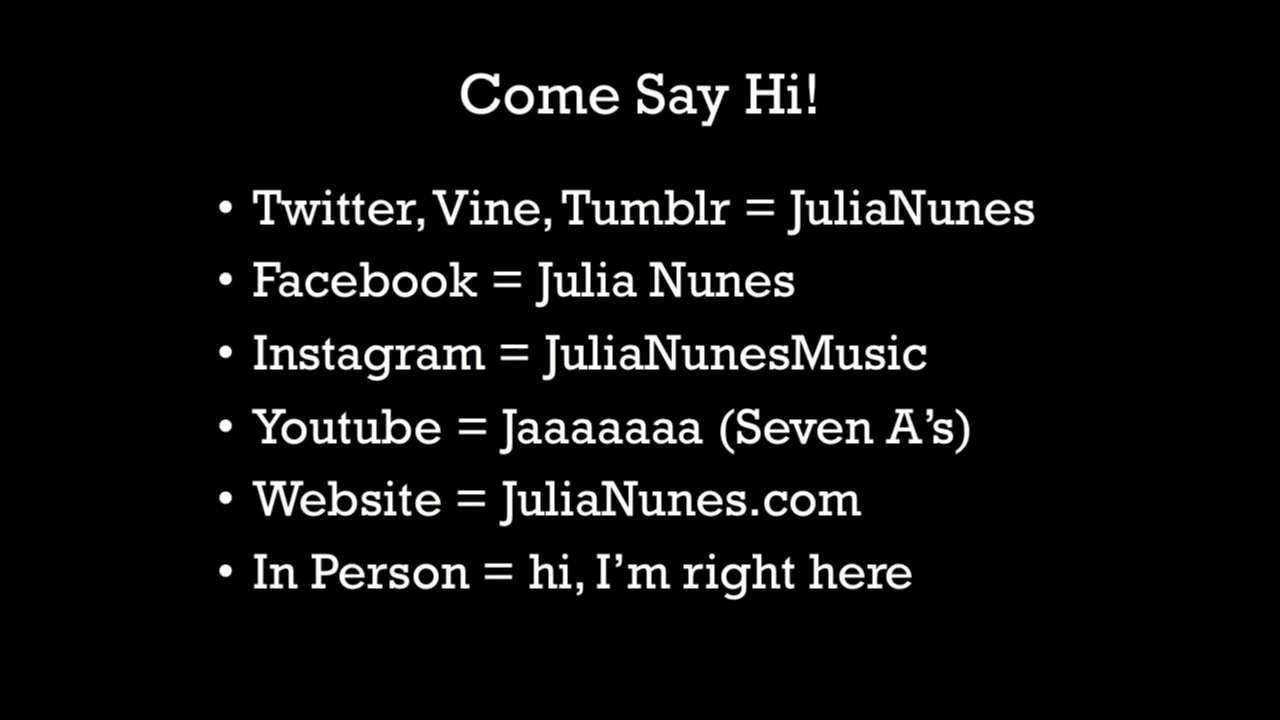 Come Say Hi!
• Twitter, Vine, Tumblr = JuliaNunes
• Facebook = Julia Nunes
• Instagram = JuliaNunesMusic
• Youtube = Jaaaaaaa (Seven A’s)
• Website = JuliaNunes.com
• In Person = hi, I’m right here